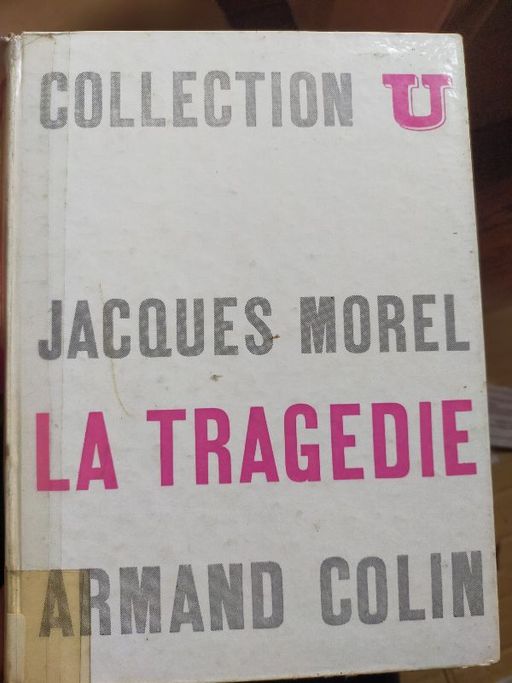 COLLECTION U
JACQUES MOREL
LA TRAGEDIE
ARMAND COLIN